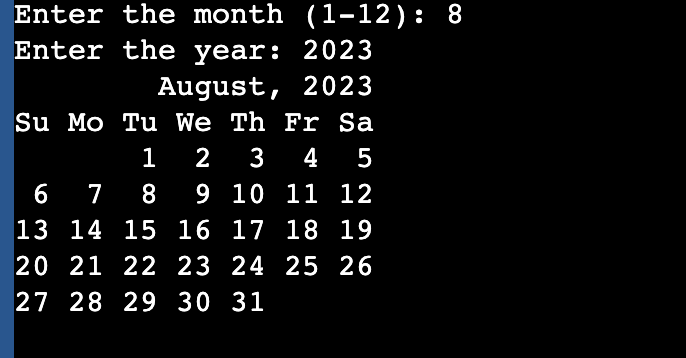 Enter the month (1-12): 8
Enter the year: 2023
        August, 2023
Su Mo Tu We Th Fr Sa
       1  2  3  4  5
 6  7  8  9 10 11 12
13 14 15 16 17 18 19
20 21 22 23 24 25 26
27 28 29 30 31